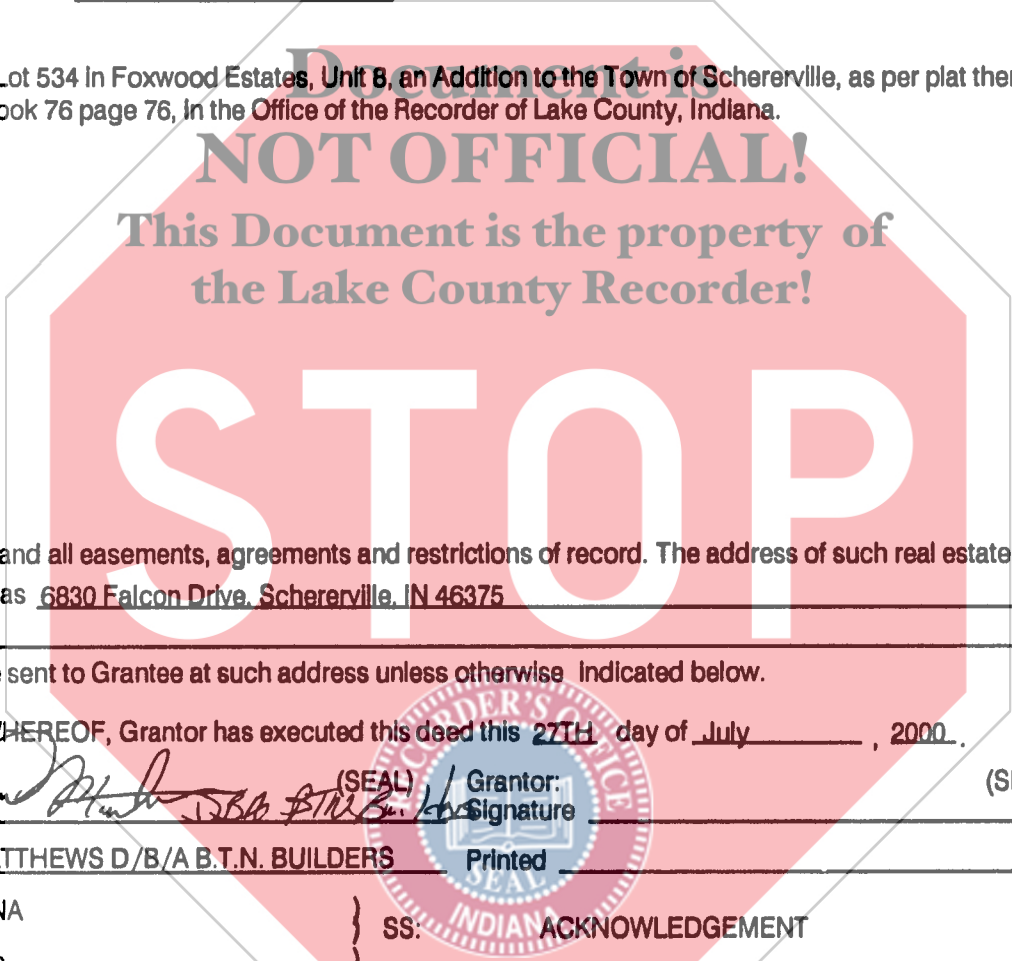 Lot 534 in Foxwood Estates, Unit 8, an Addition to the Town of Schererville, as per plat ther
ook 76 page 76, in the Office of the Recorder of Lake County, Indiana.
Document is
NOT OFFICIAL!
This Document is the property of
the Lake County Recorder!
STOP
and all easements, agreements and restrictions of record. The address of such real estate
as 6830 Falcon Drive, Schererville, IN 46375
sent to Grantee at such address unless otherwise indicated below.
HEREOF, Grantor has executed this deed this 27TH day of July , 2000.
(SEAL) Grantor: (S
DBA BTN Builders Signature
TTHEWS D/B/A B.T.N. BUILDERS Printed
NA
SS: ACKNOWLEDGEMENT
RECORDER'S OFFICE
SEAL
INDIANA